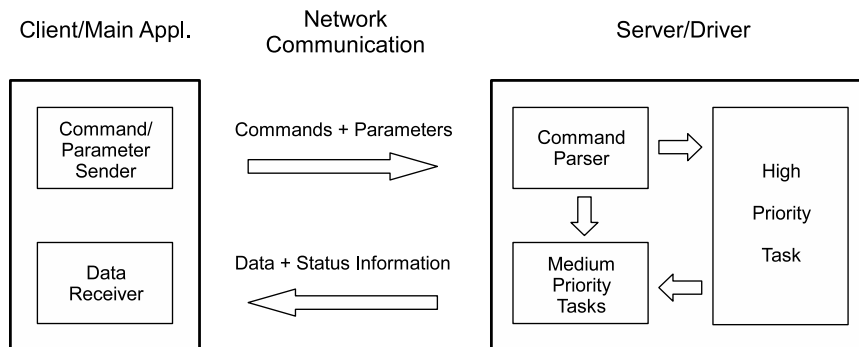 Client/Main Appl.
Network
Communication
Server/Driver
Command/
Parameter
Sender
Commands + Parameters
Command
Parser
High
Priority
Task
Data
Receiver
Data + Status Information
Medium
Priority
Tasks